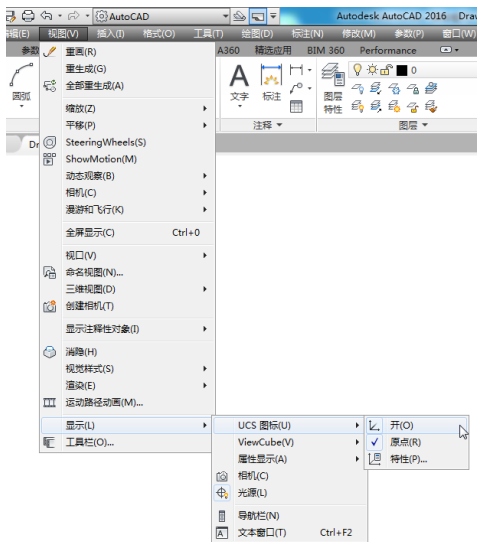 AutoCAD
Autodesk AutoCAD 2016
编辑(E) 视图(V) 插入(I) 格式(O) 工具(T) 绘图(D) 标注(N) 修改(M) 参数(P) 窗口(W)
参数 A360 精选应用 BIM 360 Performance
圆弧
文字 标注 图层特性 0
注释 图层
重画(R)
重生成(G)
全部重生成(A)
缩放(Z)
平移(P)
SteeringWheels(S)
ShowMotion(M)
动态观察(B)
相机(C)
漫游和飞行(K)
全屏显示(C) Ctrl+0
视口(V)
命名视图(N)...
三维视图(D)
创建相机(T)
显示注释性对象(I)
消隐(H)
视觉样式(S)
渲染(E)
运动路径动画(M)...
显示(L)
工具栏(O)...
UCS 图标(U)
ViewCube(V)
属性显示(A)
相机(C)
光源(L)
导航栏(N)
文本窗口(T) Ctrl+F2
开(O)
原点(R)
特性(P)...